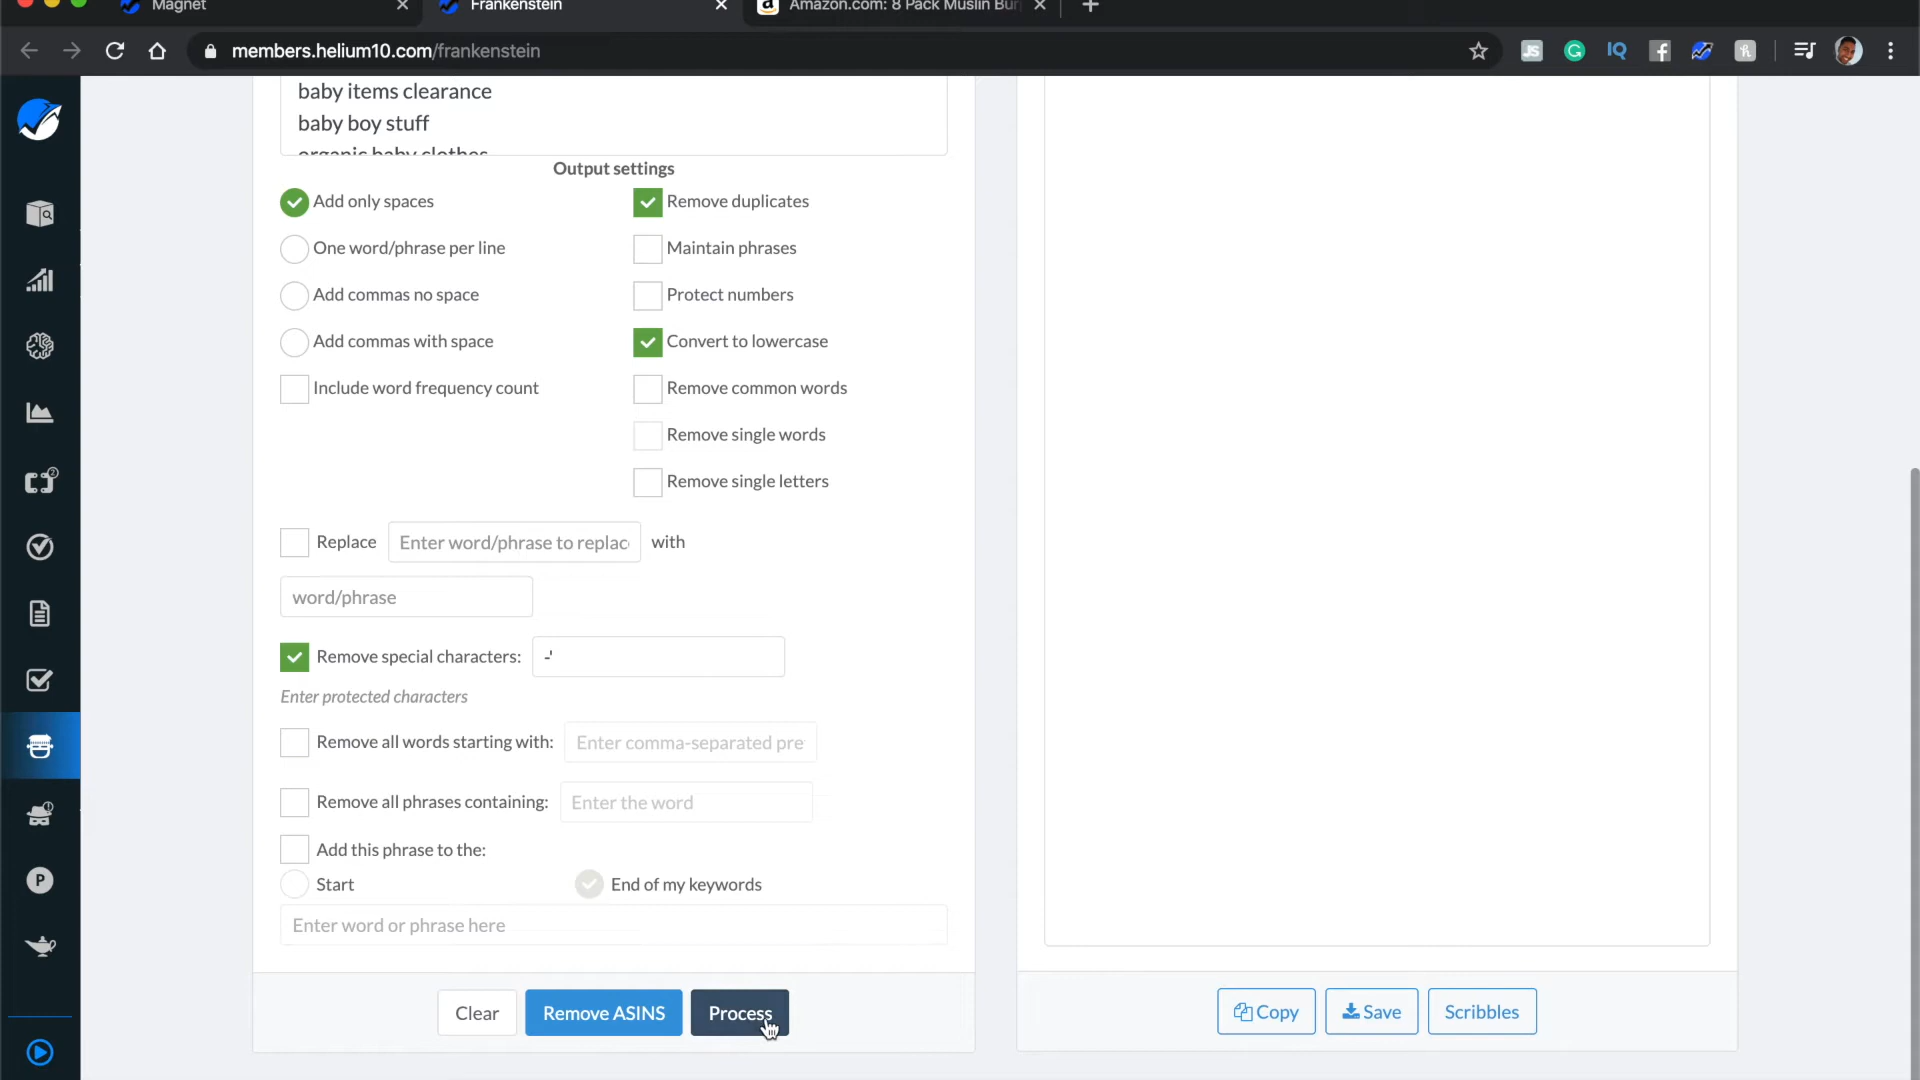 Magnet
Frankenstein
Amazon.com: 8 Pack Muslin Bur
members.helium10.com/frankenstein
baby items clearance
baby boy stuff
organic baby clothes
Output settings
Add only spaces
Remove duplicates
One word/phrase per line
Maintain phrases
Add commas no space
Protect numbers
Add commas with space
Convert to lowercase
Include word frequency count
Remove common words
Remove single words
Remove single letters
Replace Enter word/phrase to replac with
word/phrase
Remove special characters: -'
Enter protected characters
Remove all words starting with: Enter comma-separated pre
Remove all phrases containing: Enter the word
Add this phrase to the:
Start
End of my keywords
Enter word or phrase here
Clear
Remove ASINS
Process
Copy
Save
Scribbles